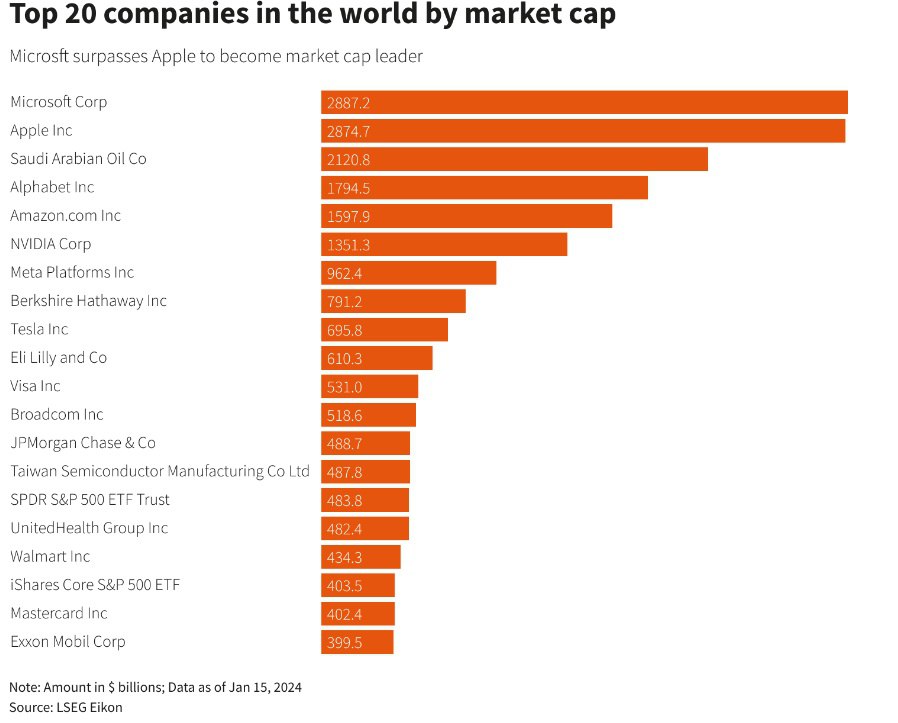 Top 20 companies in the world by market cap
Microsft surpasses Apple to become market cap leader
Microsoft Corp 2887.2
Apple Inc 2874.7
Saudi Arabian Oil Co 2120.8
Alphabet Inc 1794.5
Amazon.com Inc 1597.9
NVIDIA Corp 1351.3
Meta Platforms Inc 962.4
Berkshire Hathaway Inc 791.2
Tesla Inc 695.8
Eli Lilly and Co 610.3
Visa Inc 531.0
Broadcom Inc 518.6
JPMorgan Chase & Co 488.7
Taiwan Semiconductor Manufacturing Co Ltd 487.8
SPDR S&P 500 ETF Trust 483.8
UnitedHealth Group Inc 482.4
Walmart Inc 434.3
iShares Core S&P 500 ETF 403.5
Mastercard Inc 402.4
Exxon Mobil Corp 399.5
Note: Amount in $ billions; Data as of Jan 15, 2024
Source: LSEG Eikon